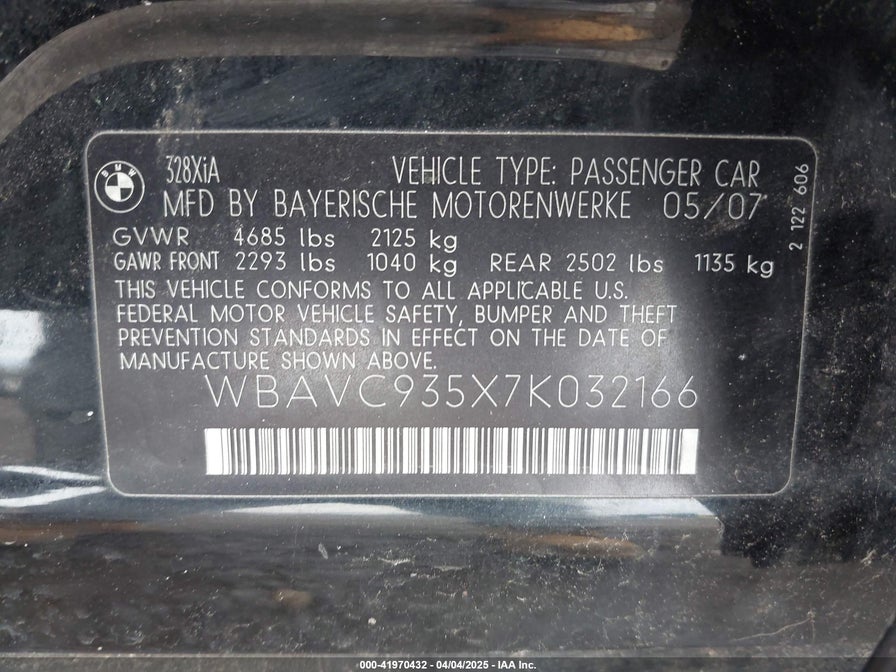 BMW
328XiA VEHICLE TYPE: PASSENGER CAR
MFD BY BAYERISCHE MOTORENWERKE 05/07
GVWR 4685 lbs 2125 kg
GAWR FRONT 2293 lbs 1040 kg REAR 2502 lbs 1135 kg
THIS VEHICLE CONFORMS TO ALL APPLICABLE U.S.
FEDERAL MOTOR VEHICLE SAFETY, BUMPER AND THEFT
PREVENTION STANDARDS IN EFFECT ON THE DATE OF
MANUFACTURE SHOWN ABOVE.
WBAVC935X7K032166
2 122 606
000-41970432 - 04/04/2025 - IAA Inc.